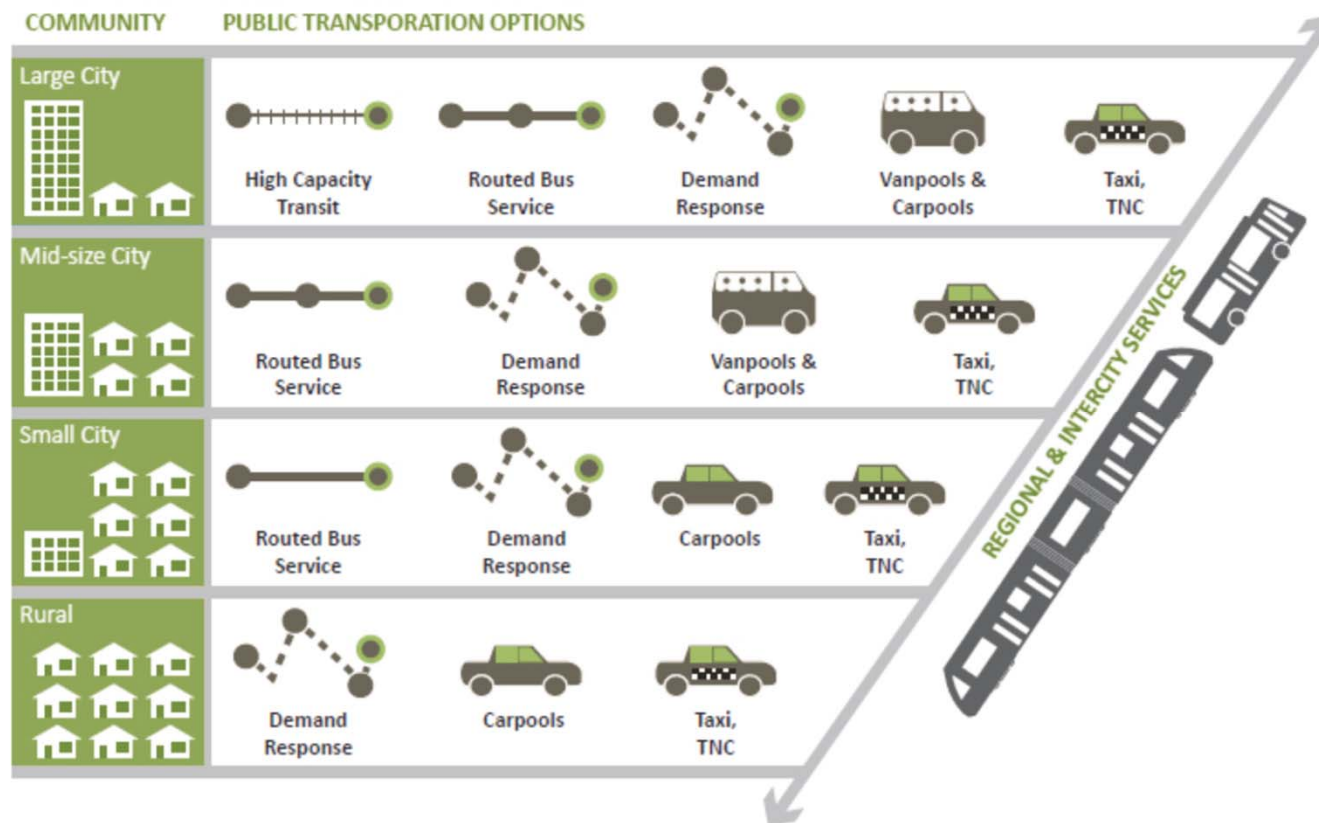 COMMUNITY
PUBLIC TRANSPORATION OPTIONS
Large City
High Capacity
Transit
Routed Bus
Service
Demand
Response
Vanpools &
Carpools
Taxi,
TNC
Mid-size City
Routed Bus
Service
Demand
Response
Vanpools &
Carpools
Taxi,
TNC
Small City
Routed Bus
Service
Demand
Response
Carpools
Taxi,
TNC
Rural
Demand
Response
Carpools
Taxi,
TNC
REGIONAL & INTERCITY SERVICES